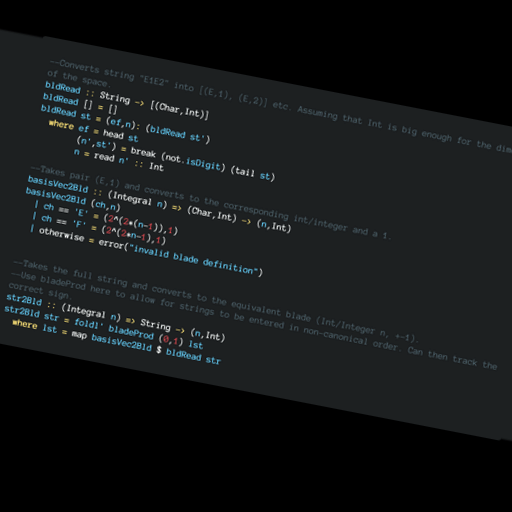 --Converts string "E1E2" into [(E,1), (E,2)] etc. Assuming that Int is big enough for the
of the space.
bldRead :: String -> [(Char,Int)]
bldRead [] = []
bldRead st = (ef,n): (bldRead st')
where ef = head st
(n',st') = break (not.isDigit) (tail st)
n = read n' :: Int
--Takes pair (E,1) and converts to the corresponding int/integer and a 1.
basisVec2Bld :: (Integral n) => (Char,Int) -> (n,Int)
basisVec2Bld (ch,n)
| ch == 'E' = (2^(2*(n-1)),1)
| ch == 'F' = (2^(2*n-1),1)
| otherwise = error("invalid blade definition")
--Takes the full string and converts to the equivalent blade (Int/Integer n, +-1).
--Use bladeProd here to allow for strings to be entered in non-canonical order. Can then track the
correct sign.
str2Bld :: (Integral n) => String -> (n,Int)
str2Bld str = foldl' bladeProd (0,1) lst
where lst = map basisVec2Bld $ bldRead str